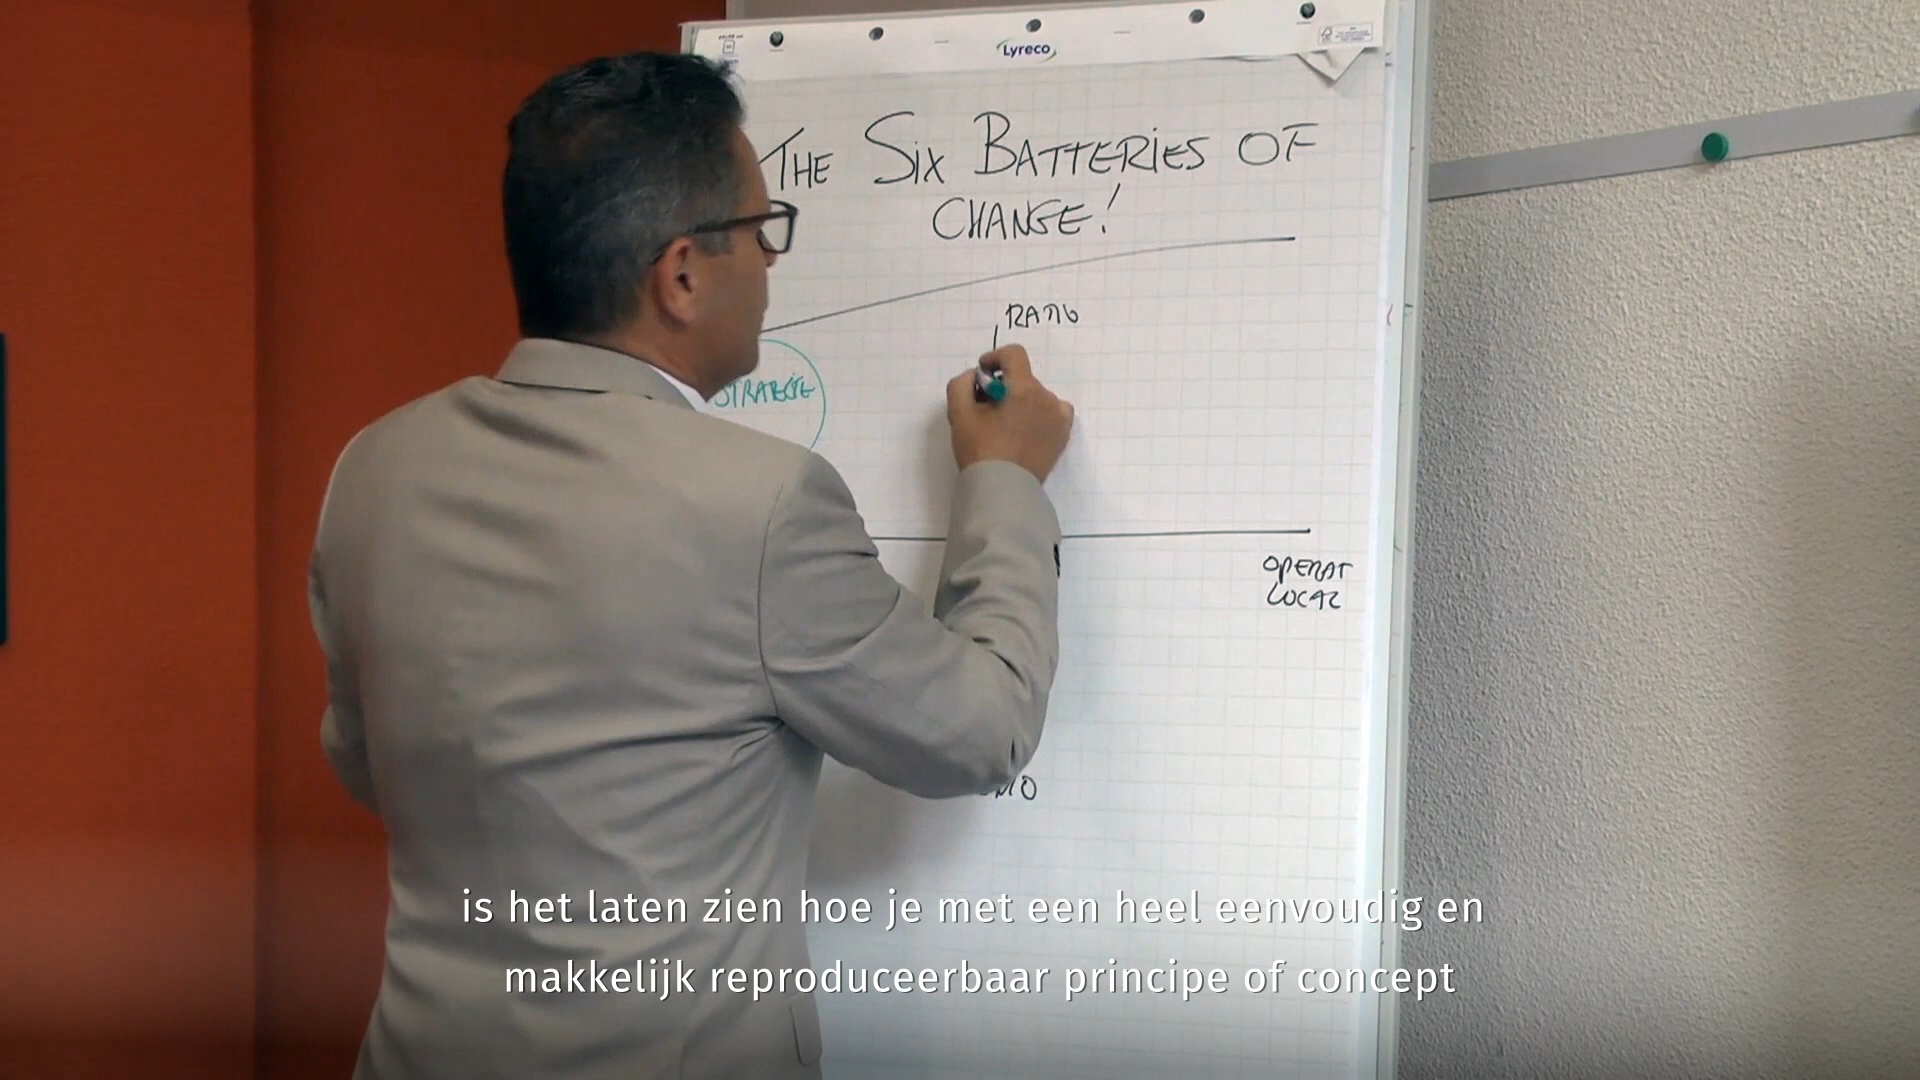 Lyreco
THE SIX BATTERIES OF
CHANGE!
RATIO
STRATEGIE
OPERAT
LOCAL
is het laten zien hoe je met een heel eenvoudig en
makkelijk reproduceerbaar principe of concept